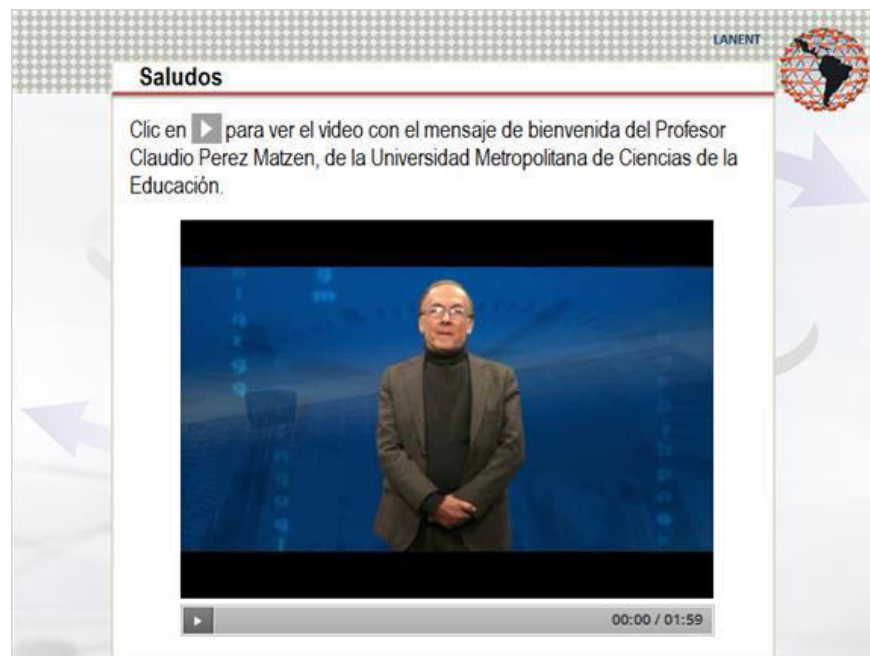 LANENT
Saludos
Clic en para ver el video con el mensaje de bienvenida del Profesor
Claudio Perez Matzen, de la Universidad Metropolitana de Ciencias de la
Educación.
00:00 / 01:59